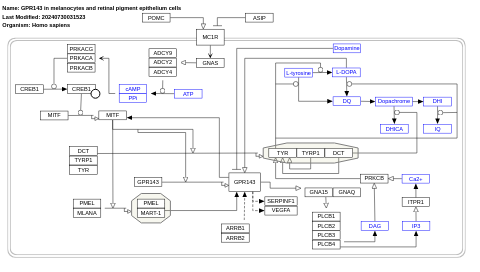 Name: GPR143 in melanocytes and retinal pigment epithelium cells
Last Modified: 20240730031523
Organism: Homo sapiens
POMC
ASIP
MC1R
Dopamine
PRKACG
PRKACA
PRKACB
ADCY9
ADCY2
ADCY4
GNAS
L-tyrosine
L-DOPA
CREB1
CREB1
cAMP
PPi
ATP
DQ
Dopachrome
DHI
MITF
MITF
DHICA
IQ
DCT
TYRP1
TYR
TYR
TYRP1
DCT
GPR143
GPR143
PRKCB
Ca2+
GNA15
GNAQ
PMEL
MLANA
PMEL
MART-1
SERPINF1
VEGFA
ITPR1
PLCB1
PLCB2
PLCB3
PLCB4
ARRB1
ARRB2
DAG
IP3